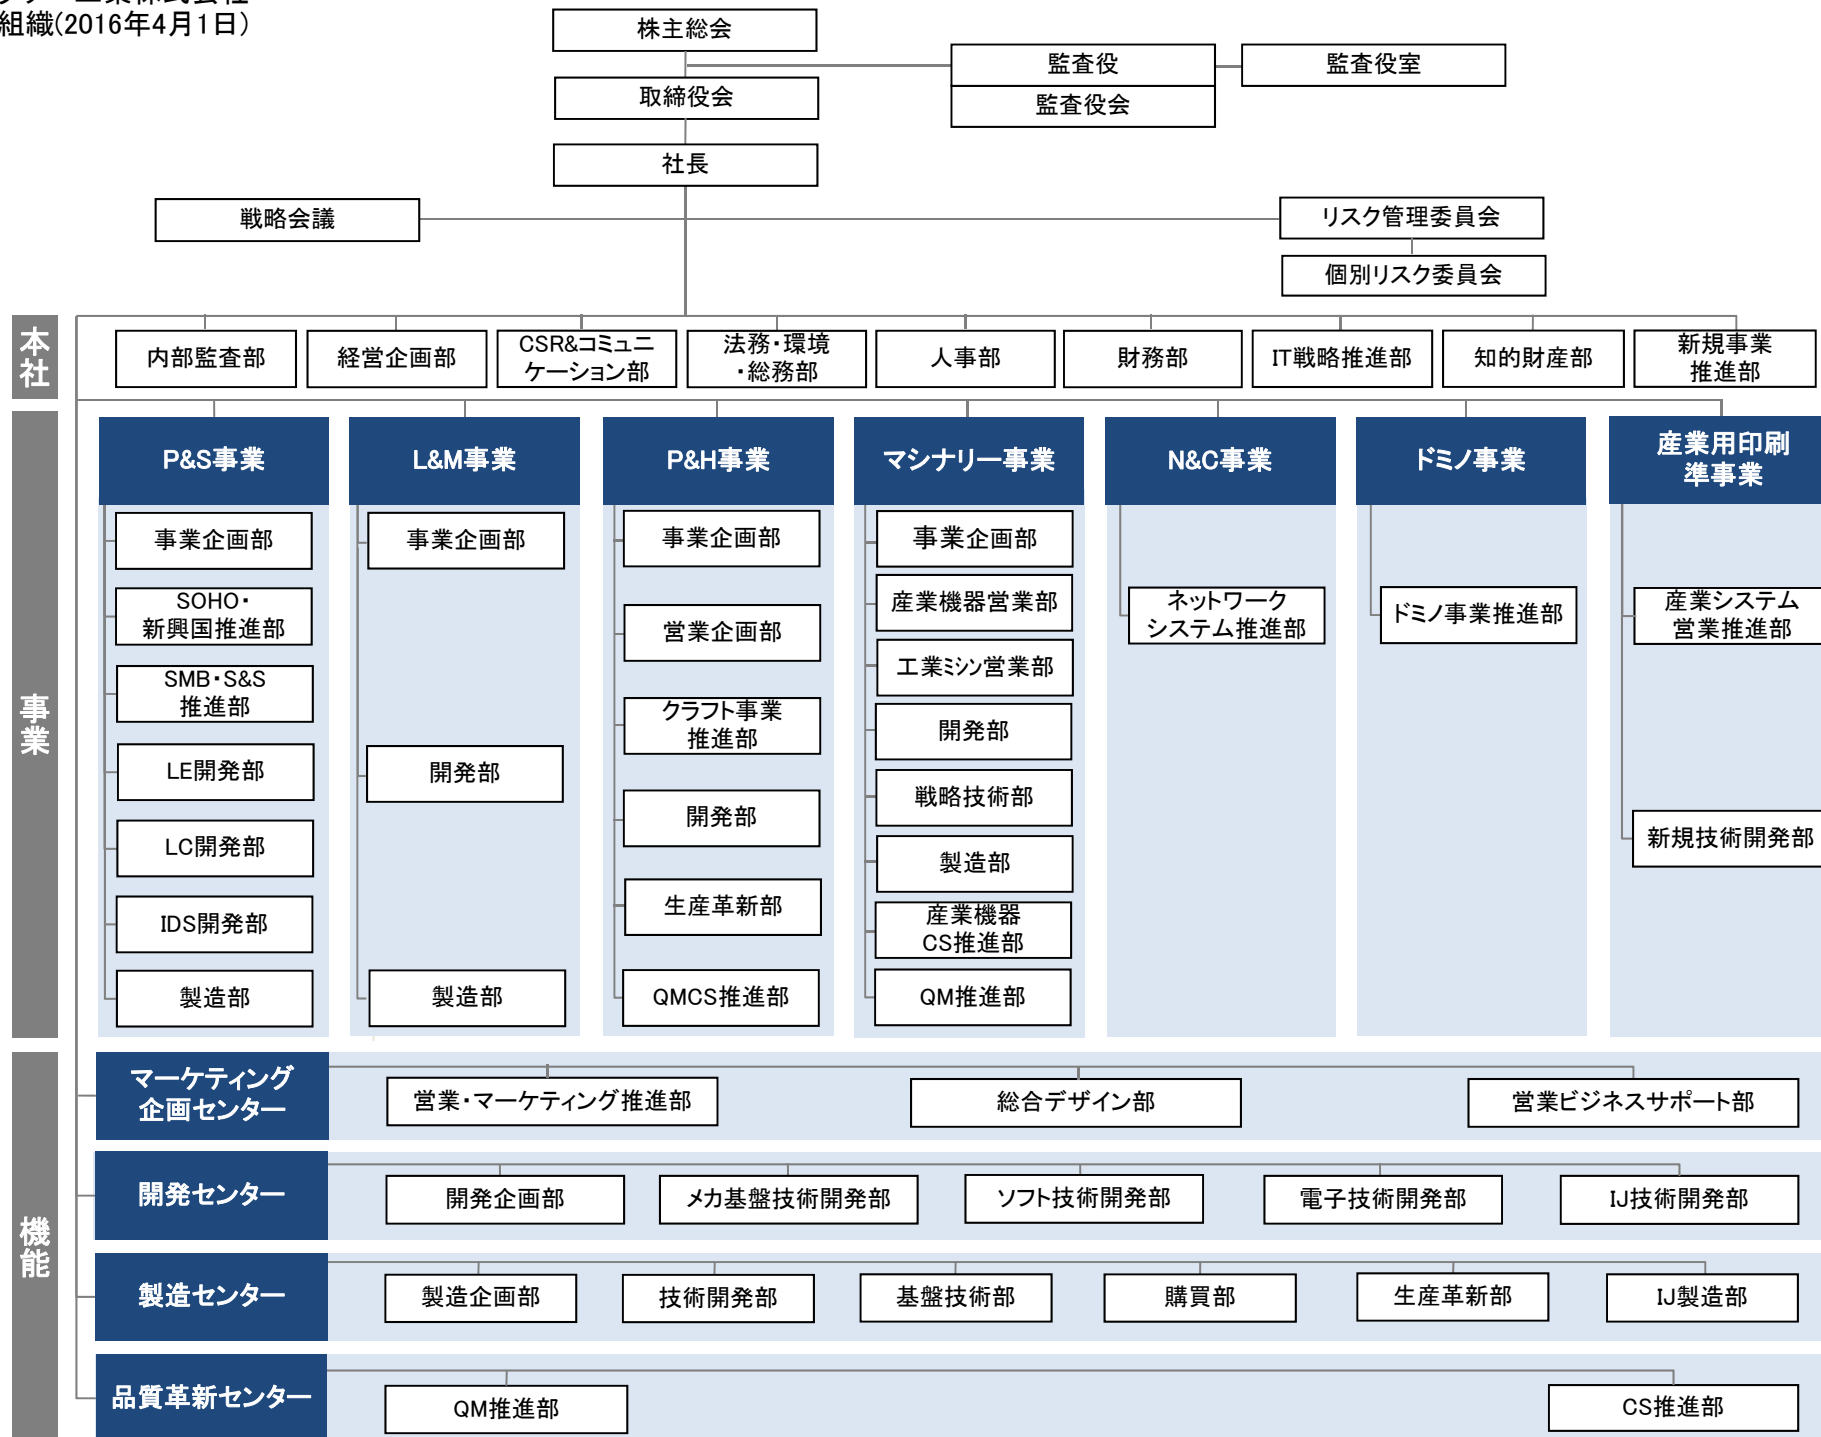 工業株式会社
組織(2016年4月1日)
株主総会
監査役
監査役室
取締役会
監査役会
社長
戦略会議
リスク管理委員会
個別リスク委員会
本社
内部監査部
経営企画部
CSR&コミュニ
ケーション部
法務・環境
・総務部
人事部
財務部
IT戦略推進部
知的財産部
新規事業
推進部
事業
P&S事業
事業企画部
SOHO・
新興国推進部
SMB・S&S
推進部
LE開発部
LC開発部
IDS開発部
製造部
L&M事業
事業企画部
開発部
製造部
P&H事業
事業企画部
営業企画部
クラフト事業
推進部
開発部
生産革新部
QMCS推進部
マシナリー事業
事業企画部
産業機器営業部
工業ミシン営業部
開発部
戦略技術部
製造部
産業機器
CS推進部
QM推進部
N&C事業
ネットワーク
システム推進部
ドミノ事業
ドミノ事業推進部
産業用印刷
準事業
産業システム
営業推進部
新規技術開発部
機能
マーケティング
企画センター
営業・マーケティング推進部
総合デザイン部
営業ビジネスサポート部
開発センター
開発企画部
メカ基盤技術開発部
ソフト技術開発部
電子技術開発部
IJ技術開発部
製造センター
製造企画部
技術開発部
基盤技術部
購買部
生産革新部
IJ製造部
品質革新センター
QM推進部
CS推進部